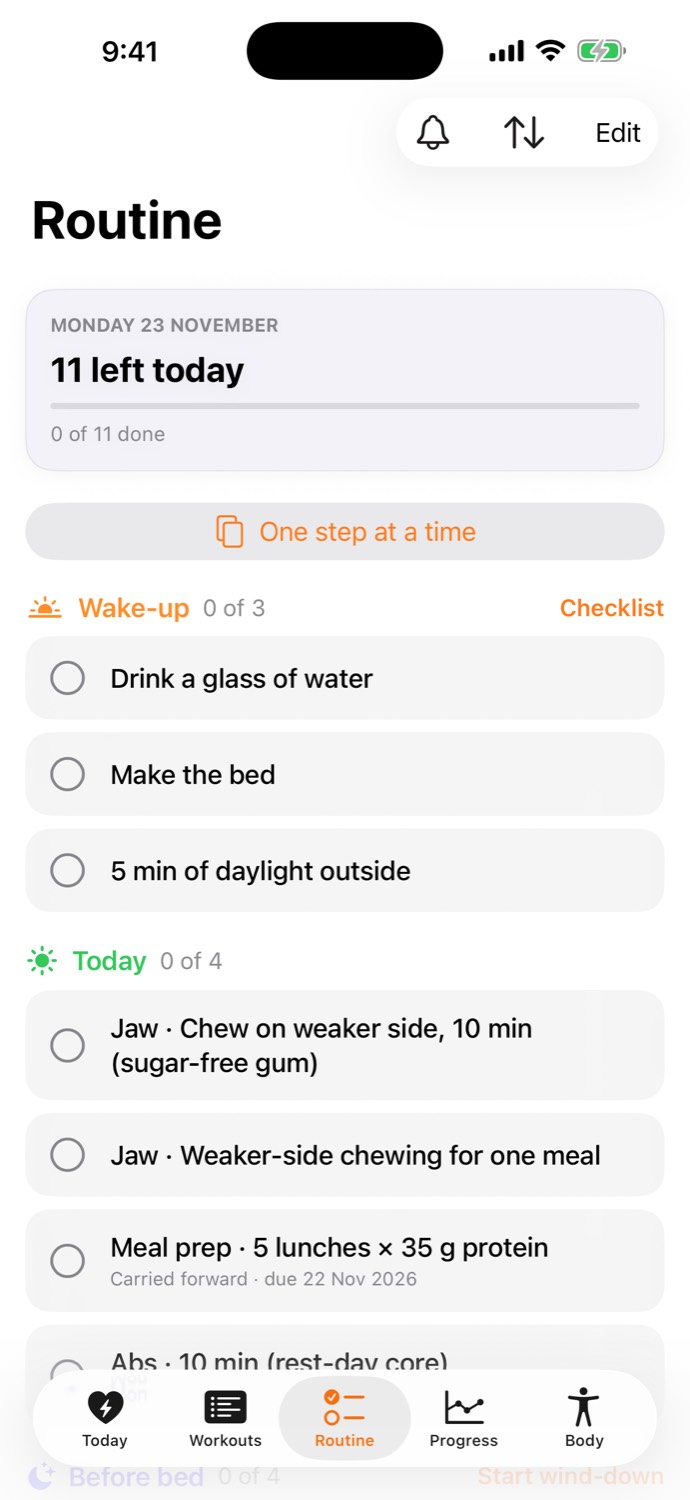 9:41
Edit
Routine
MONDAY 23 NOVEMBER
11 left today
0 of 11 done
One step at a time
Wake-up 0 of 3 Checklist
Drink a glass of water
Make the bed
5 min of daylight outside
Today 0 of 4
Jaw · Chew on weaker side, 10 min
(sugar-free gum)
Jaw · Weaker-side chewing for one meal
Meal prep · 5 lunches × 35 g protein
Carried forward · due 22 Nov 2026
Abs · 10 min (rest-day core)
Today Workouts Routine Progress Body
Before bed 0 of 4 Start wind-down